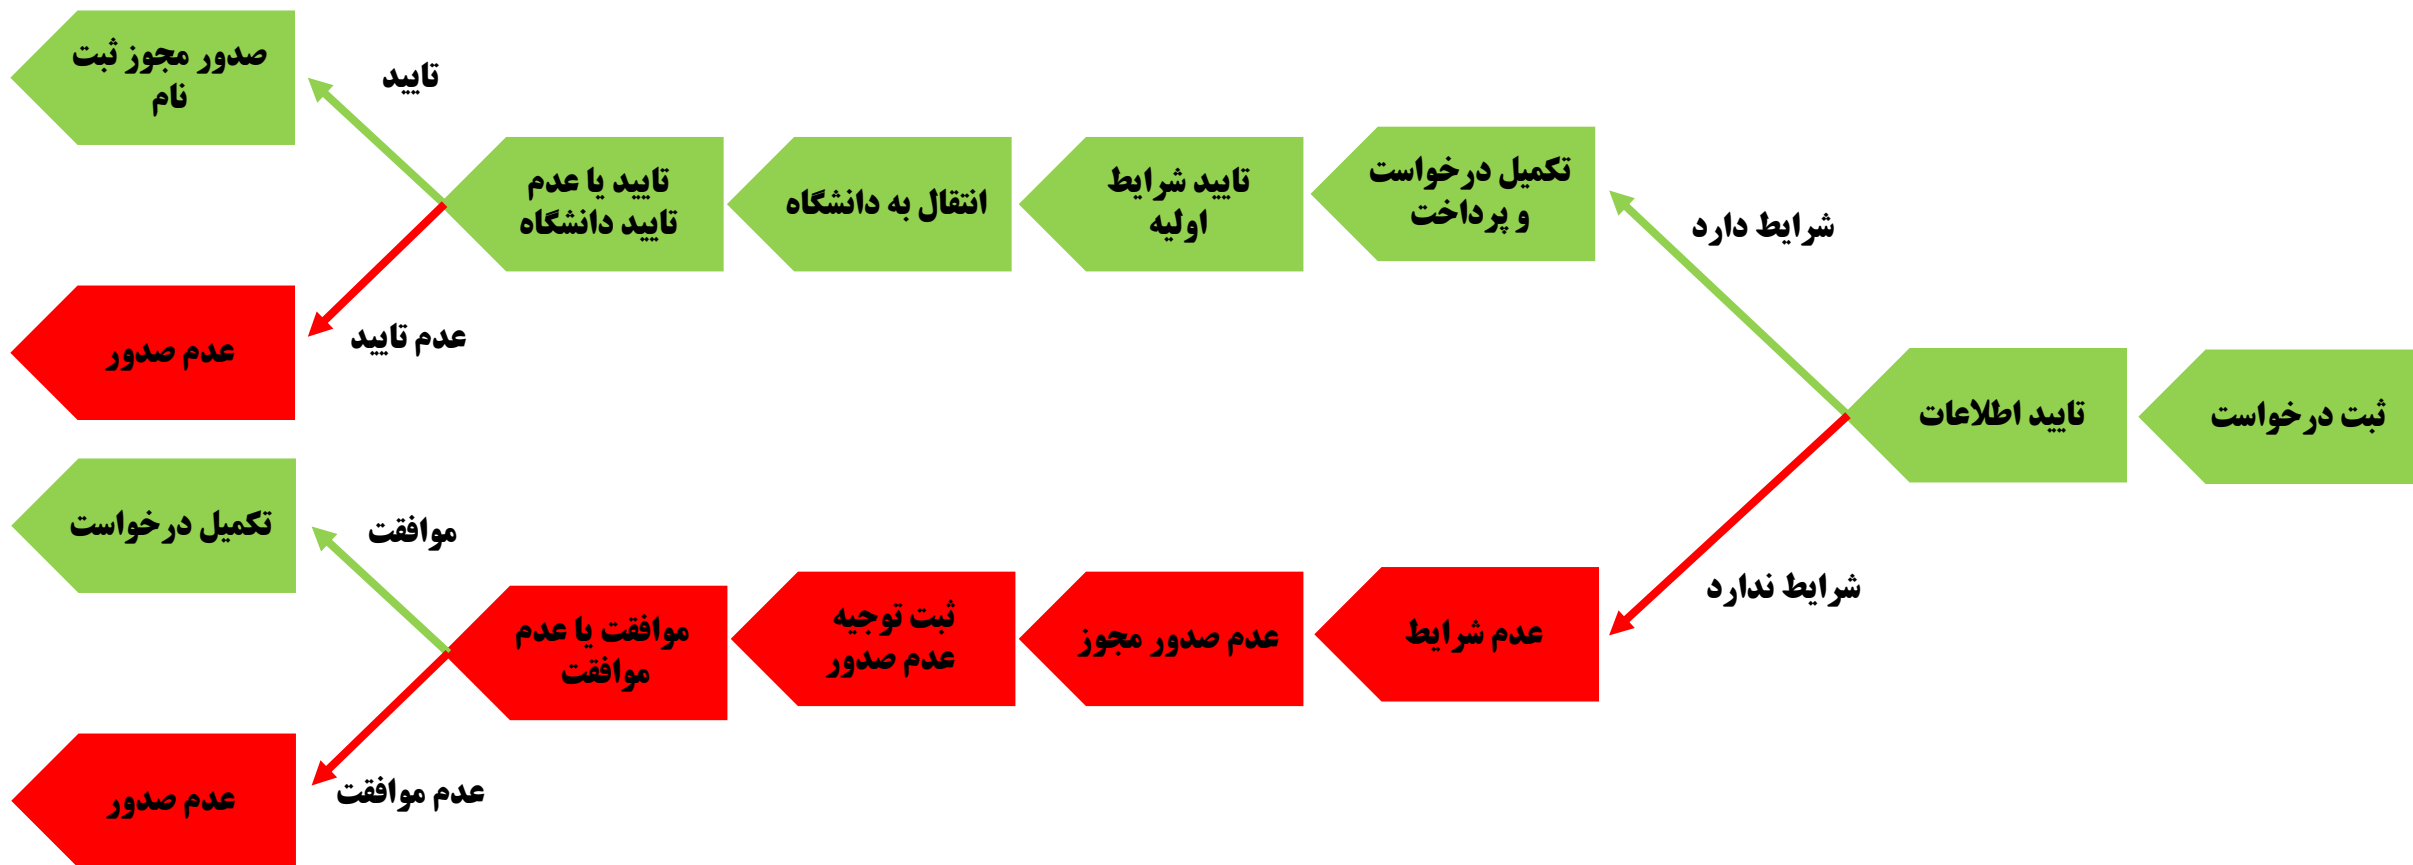 ثبت درخواست
تایید اطلاعات
شرایط دارد
تکمیل درخواست
و پرداخت
تایید شرایط
اولیه
انتقال به دانشگاه
تایید یا عدم
تایید دانشگاه
تایید
صدور مجوز ثبت
نام
عدم تایید
عدم صدور
شرایط ندارد
عدم شرایط
عدم صدور مجوز
ثبت توجیه
عدم صدور
موافقت یا عدم
موافقت
موافقت
تکمیل درخواست
عدم موافقت
عدم صدور